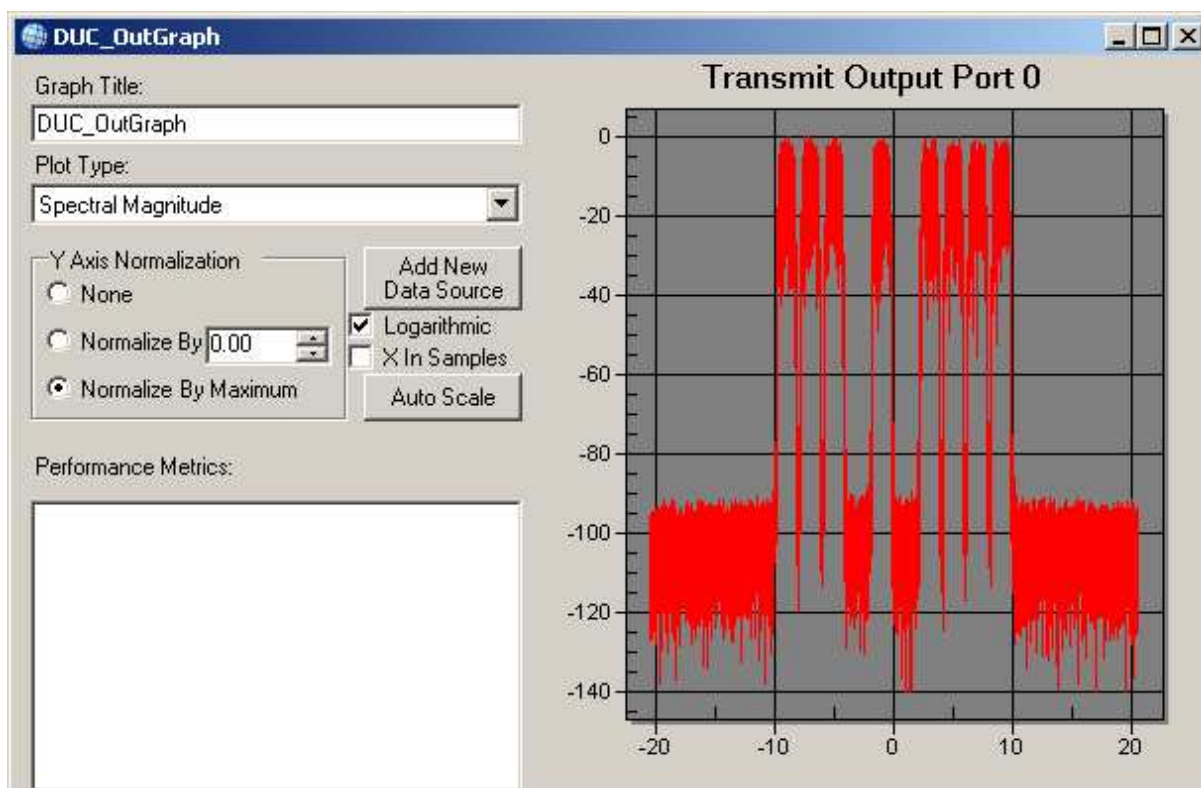 DUC_OutGraph
Graph Title:
DUC_OutGraph
Plot Type:
Spectral Magnitude
Y Axis Normalization
None
Normalize By 0.00
Normalize By Maximum
Add New
Data Source
Logarithmic
X In Samples
Auto Scale
Performance Metrics:
Transmit Output Port 0
0
-20
-40
-60
-80
-100
-120
-140
-20 -10 0 10 20